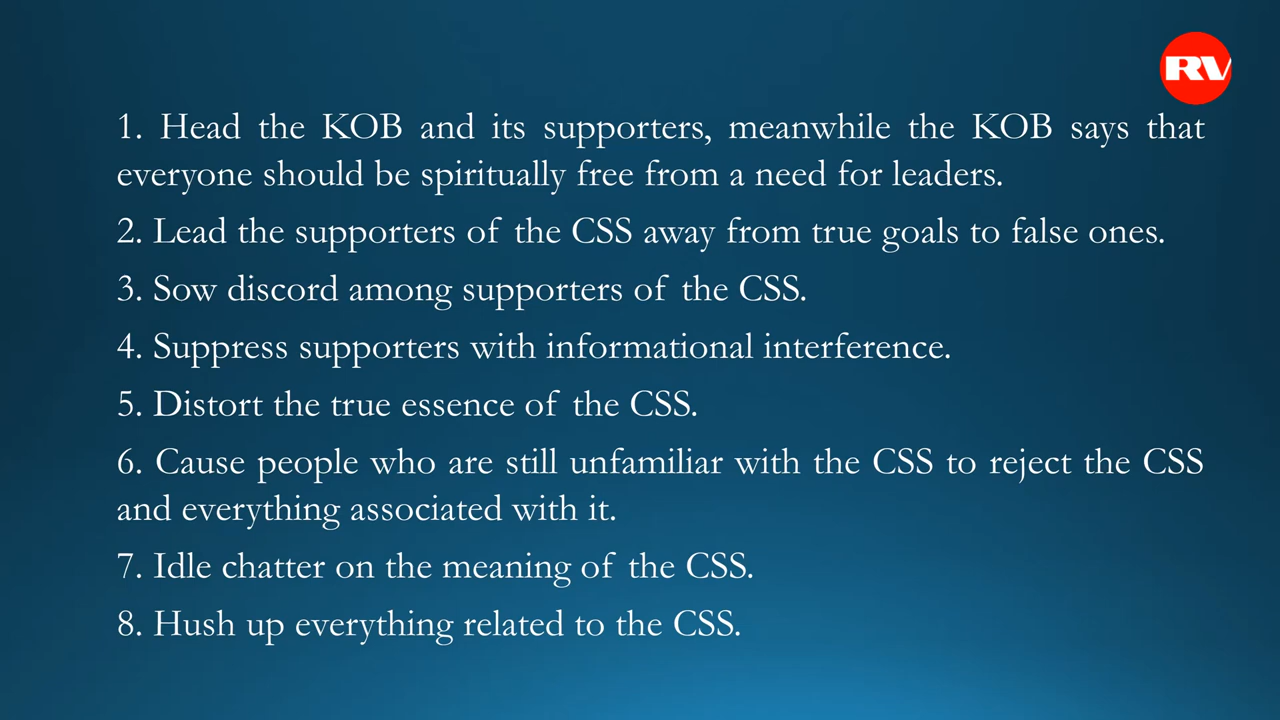 RV
1. Head the KOB and its supporters, meanwhile the KOB says that
everyone should be spiritually free from a need for leaders.
2. Lead the supporters of the CSS away from true goals to false ones.
3. Sow discord among supporters of the CSS.
4. Suppress supporters with informational interference.
5. Distort the true essence of the CSS.
6. Cause people who are still unfamiliar with the CSS to reject the CSS
and everything associated with it.
7. Idle chatter on the meaning of the CSS.
8. Hush up everything related to the CSS.